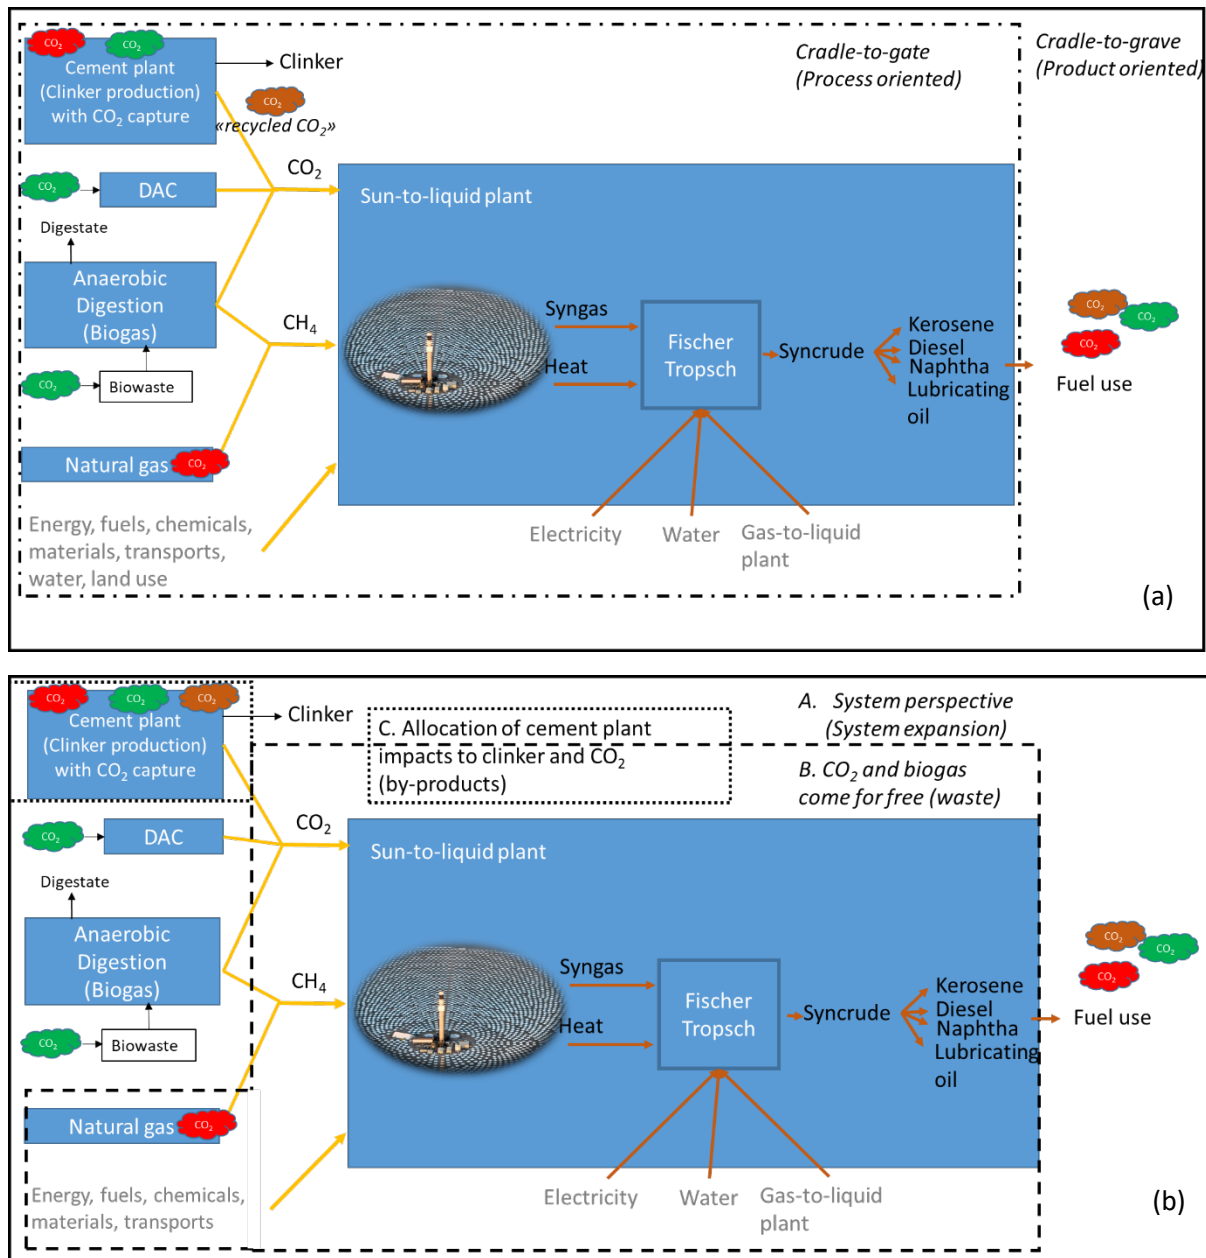 CO2
CO2
Cement plant
(Clinker production)
with CO2 capture
Clinker
CO2
«recycled CO2»
Cradle-to-gate
(Process oriented)
Cradle-to-grave
(Product oriented)
CO2
DAC
CO2
Sun-to-liquid plant
Digestate
Anaerobic
Digestion
(Biogas)
CH4
CO2
Biowaste
Natural gas
CO2
Energy, fuels, chemicals,
materials, transports,
water, land use
Syngas
Heat
Fischer
Tropsch
Syncrude
Kerosene
Diesel
Naphtha
Lubricating
oil
CO2
CO2
CO2
Fuel use
Electricity
Water
Gas-to-liquid
plant
(a)
CO2
CO2
CO2
Cement plant
(Clinker production)
with CO2 capture
Clinker
C. Allocation of cement plant
impacts to clinker and CO2
(by-products)
A. System perspective
(System expansion)
B. CO2 and biogas
come for free (waste)
CO2
DAC
CO2
Sun-to-liquid plant
Digestate
Anaerobic
Digestion
(Biogas)
CH4
CO2
Biowaste
Natural gas
CO2
Energy, fuels, chemicals,
materials, transports
Syngas
Heat
Fischer
Tropsch
Syncrude
Kerosene
Diesel
Naphtha
Lubricating
oil
CO2
CO2
CO2
Fuel use
Electricity
Water
Gas-to-liquid
plant
(b)